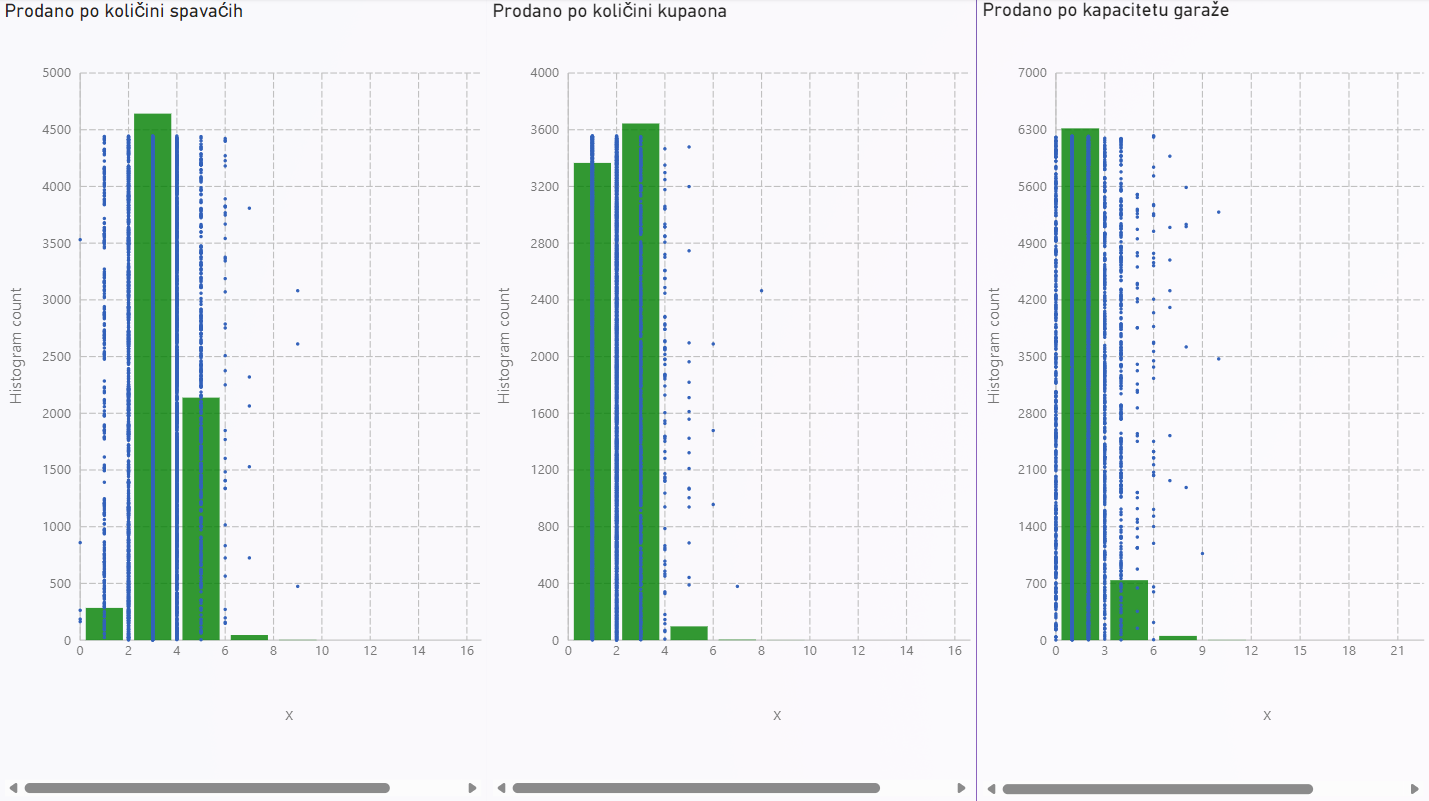 Prodano po količini spavaćih
Prodano po količini kupaona
Prodano po kapacitetu garaže
Histogram count
5000
4500
4000
3500
3000
2500
2000
1500
1000
500
0
0 2 4 6 8 10 12 14 16
X
Histogram count
4000
3600
3200
2800
2400
2000
1600
1200
800
400
0
0 2 4 6 8 10 12 14 16
X
Histogram count
7000
6300
5600
4900
4200
3500
2800
2100
1400
700
0
0 3 6 9 12 15 18 21
X